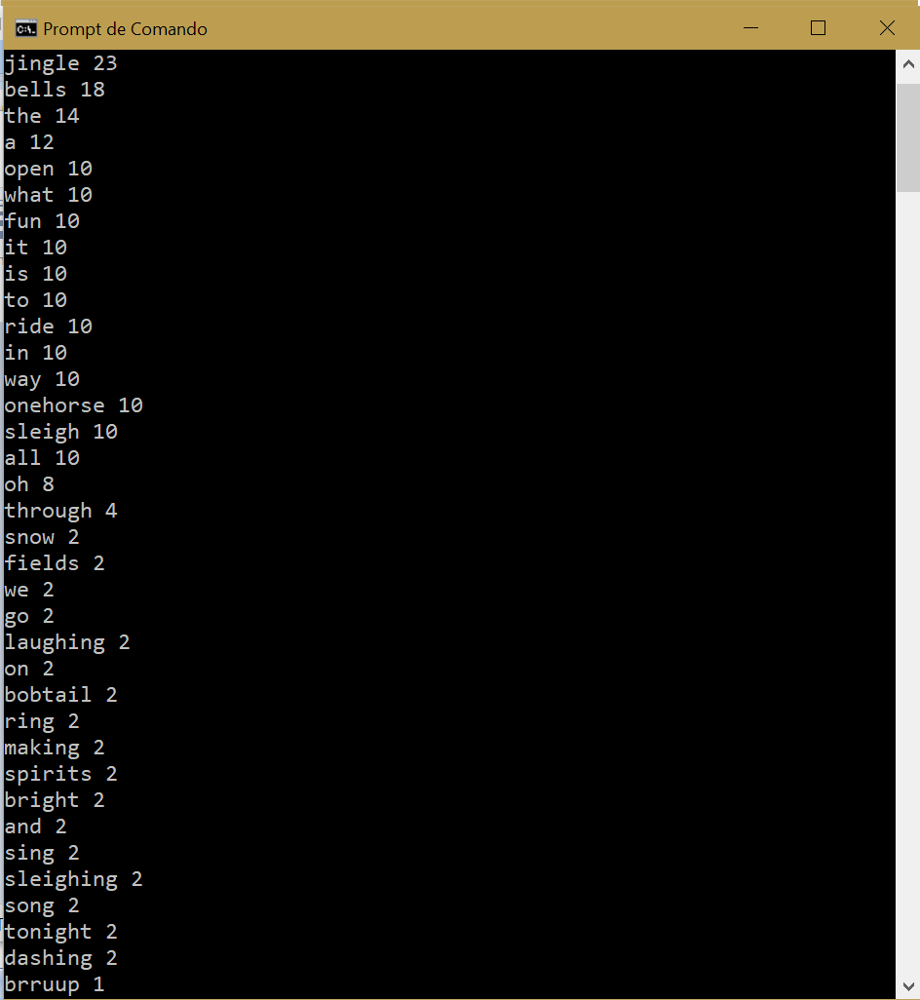 Prompt de Comando
jingle 23
bells 18
the 14
a 12
open 10
what 10
fun 10
it 10
is 10
to 10
ride 10
in 10
way 10
onehorse 10
sleigh 10
all 10
oh 8
through 4
snow 2
fields 2
we 2
go 2
laughing 2
on 2
bobtail 2
ring 2
making 2
spirits 2
bright 2
and 2
sing 2
sleighing 2
song 2
tonight 2
dashing 2
brruup 1